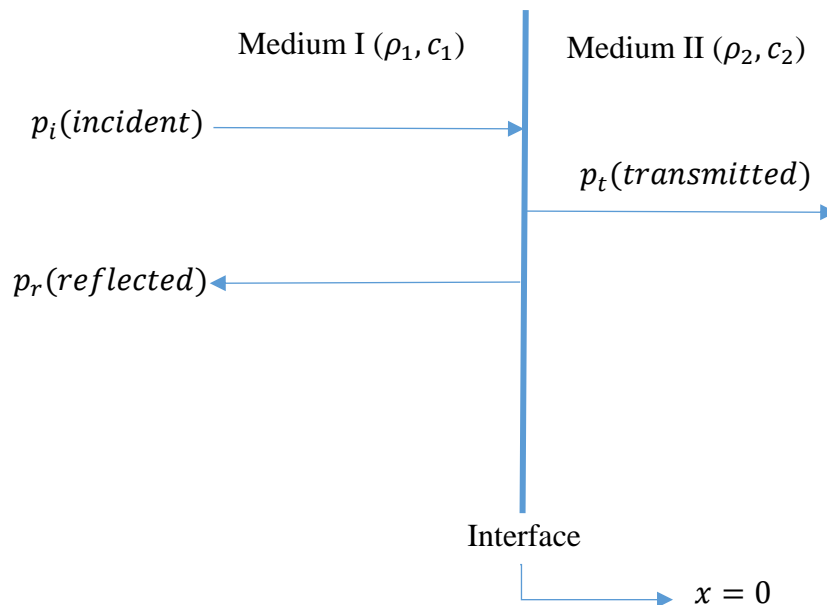 Medium I (ρ₁, c₁)
Medium II (ρ₂, c₂)
pᵢ(incident)
pₜ(transmitted)
pᵣ(reflected)
Interface
x = 0